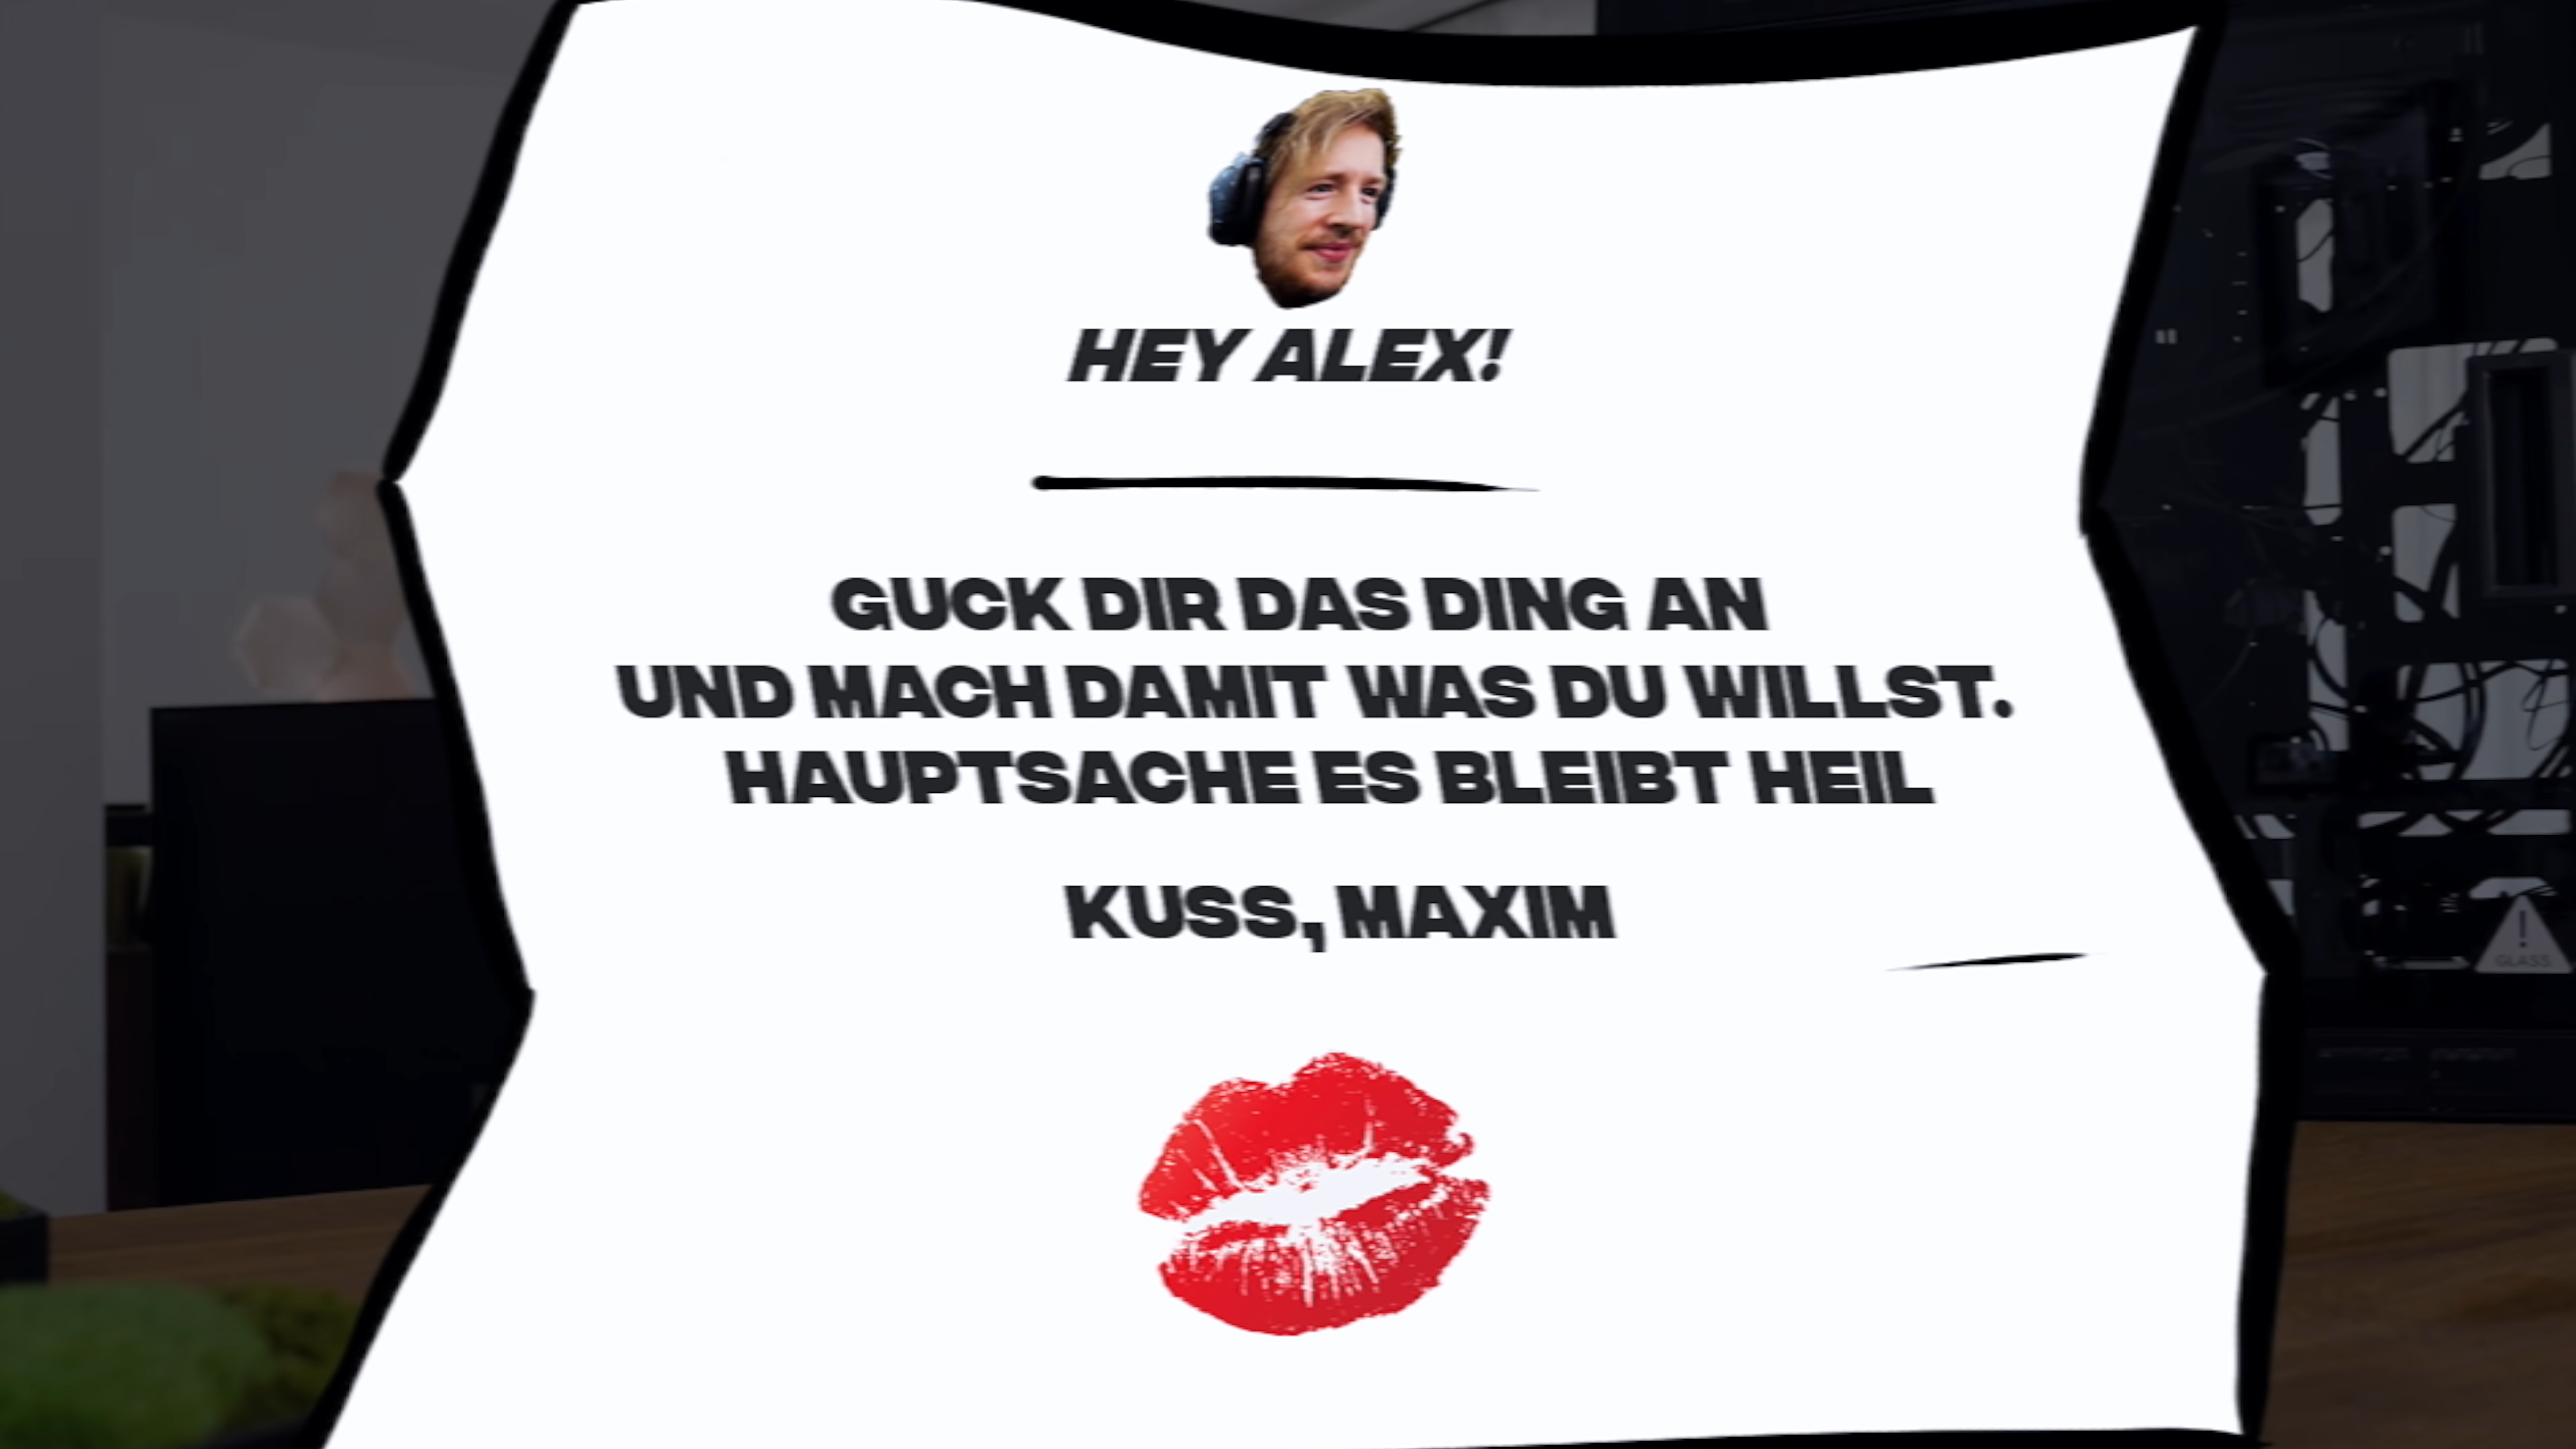 HEY ALEX!
GUCK DIR DAS DING AN
UND MACH DAMIT WAS DU WILLST.
HAUPTSACHE ES BLEIBT HEIL
KUSS, MAXIM
GLASS